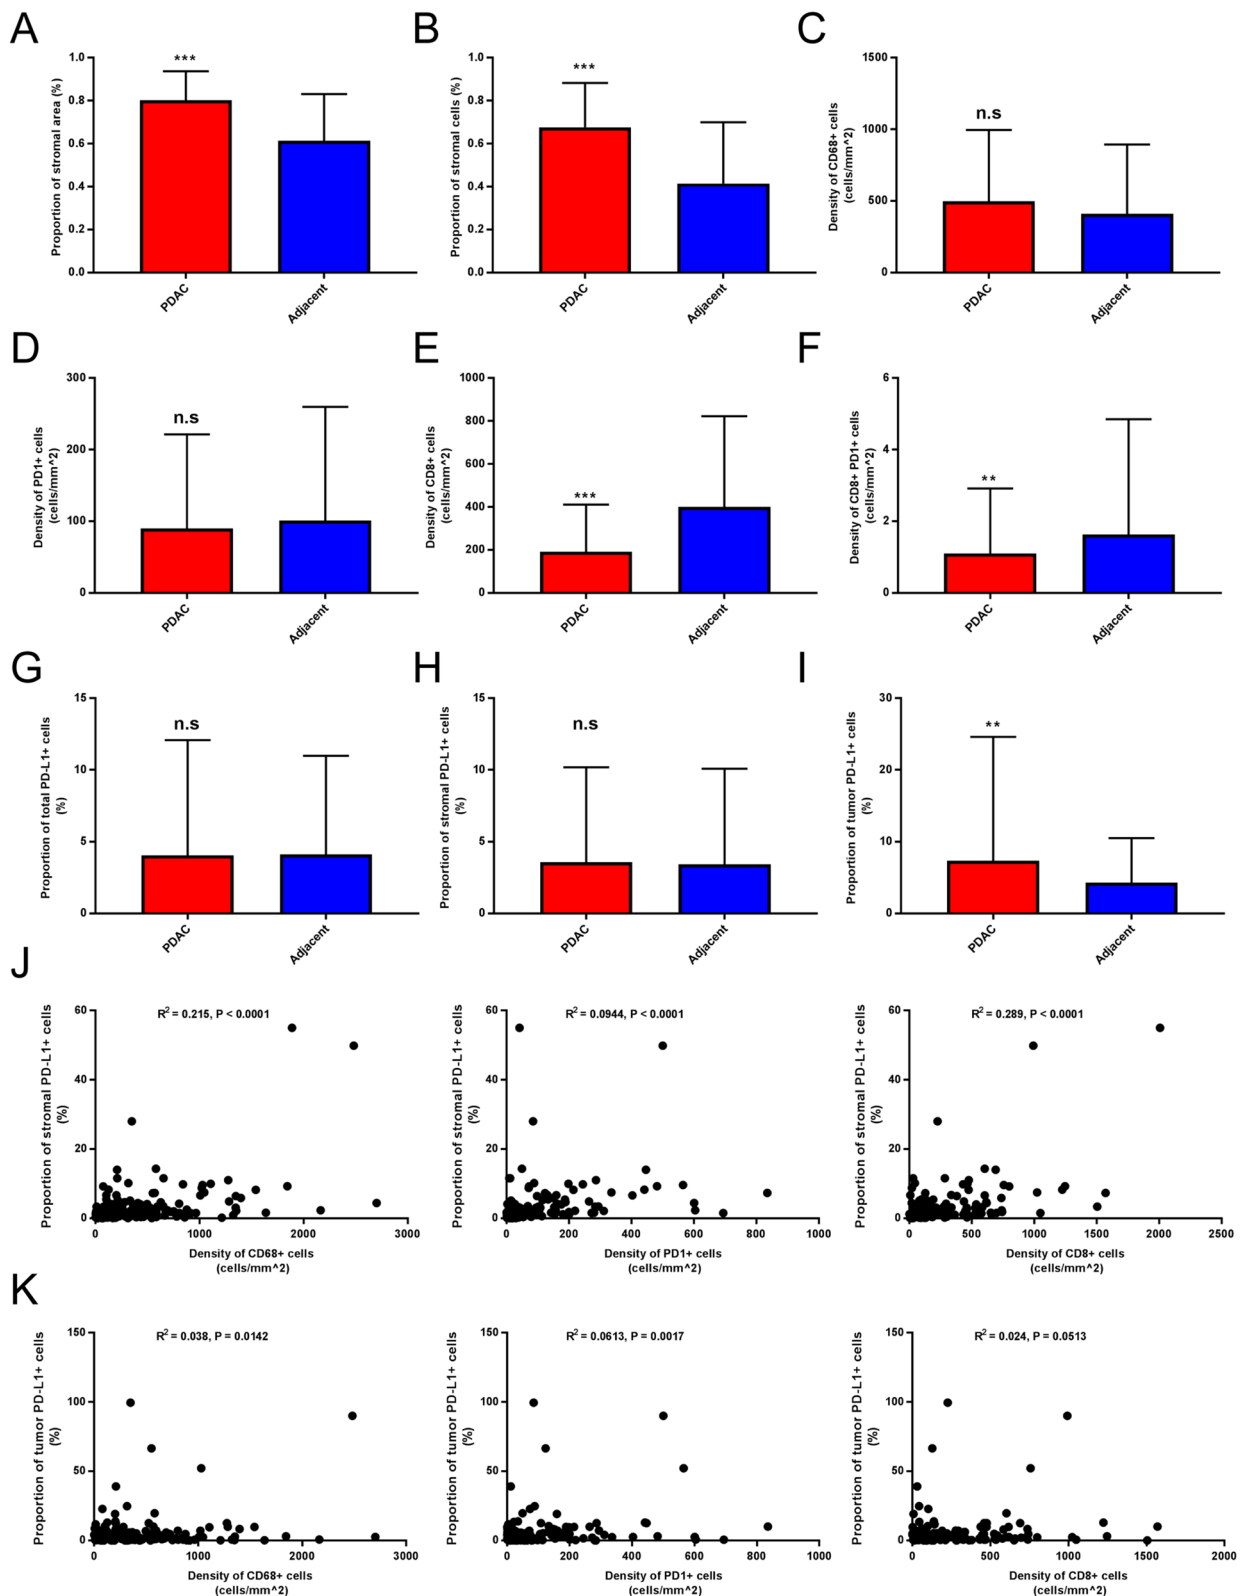 A
Proportion of stromal area (%)
1.0
0.8
0.6
0.4
0.2
0.0
***
PDAC
Adjacent
B
Proportion of stromal cells (%)
1.0
0.8
0.6
0.4
0.2
0.0
***
PDAC
Adjacent
C
Density of CD68+ cells
(cells/mm^2)
1500
1000
500
0
n.s
PDAC
Adjacent
D
Density of PD1+ cells
(cells/mm^2)
300
200
100
0
n.s
PDAC
Adjacent
E
Density of CD8+ cells
(cells/mm^2)
1000
800
600
400
200
0
***
PDAC
Adjacent
F
Density of CD8+ PD1+ cells
(cells/mm^2)
6
4
2
0
**
PDAC
Adjacent
G
Proportion of total PD-L1+ cells
(%)
15
10
5
0
n.s
PDAC
Adjacent
H
Proportion of stromal PD-L1+ cells
(%)
15
10
5
0
n.s
PDAC
Adjacent
I
Proportion of tumor PD-L1+ cells
(%)
30
20
10
0
**
PDAC
Adjacent
J
Proportion of stromal PD-L1+ cells
(%)
60
40
20
0
R² = 0.215, P < 0.0001
0 1000 2000 3000
Density of CD68+ cells
(cells/mm^2)
Proportion of stromal PD-L1+ cells
(%)
60
40
20
0
R² = 0.0944, P < 0.0001
0 200 400 600 800 1000
Density of PD1+ cells
(cells/mm^2)
Proportion of stromal PD-L1+ cells
(%)
60
40
20
0
R² = 0.289, P < 0.0001
0 500 1000 1500 2000 2500
Density of CD8+ cells
(cells/mm^2)
K
Proportion of tumor PD-L1+ cells
(%)
150
100
50
0
R² = 0.038, P = 0.0142
0 1000 2000 3000
Density of CD68+ cells
(cells/mm^2)
Proportion of tumor PD-L1+ cells
(%)
150
100
50
0
R² = 0.0613, P = 0.0017
0 200 400 600 800 1000
Density of PD1+ cells
(cells/mm^2)
Proportion of tumor PD-L1+ cells
(%)
150
100
50
0
R² = 0.024, P = 0.0513
0 500 1000 1500 2000
Density of CD8+ cells
(cells/mm^2)